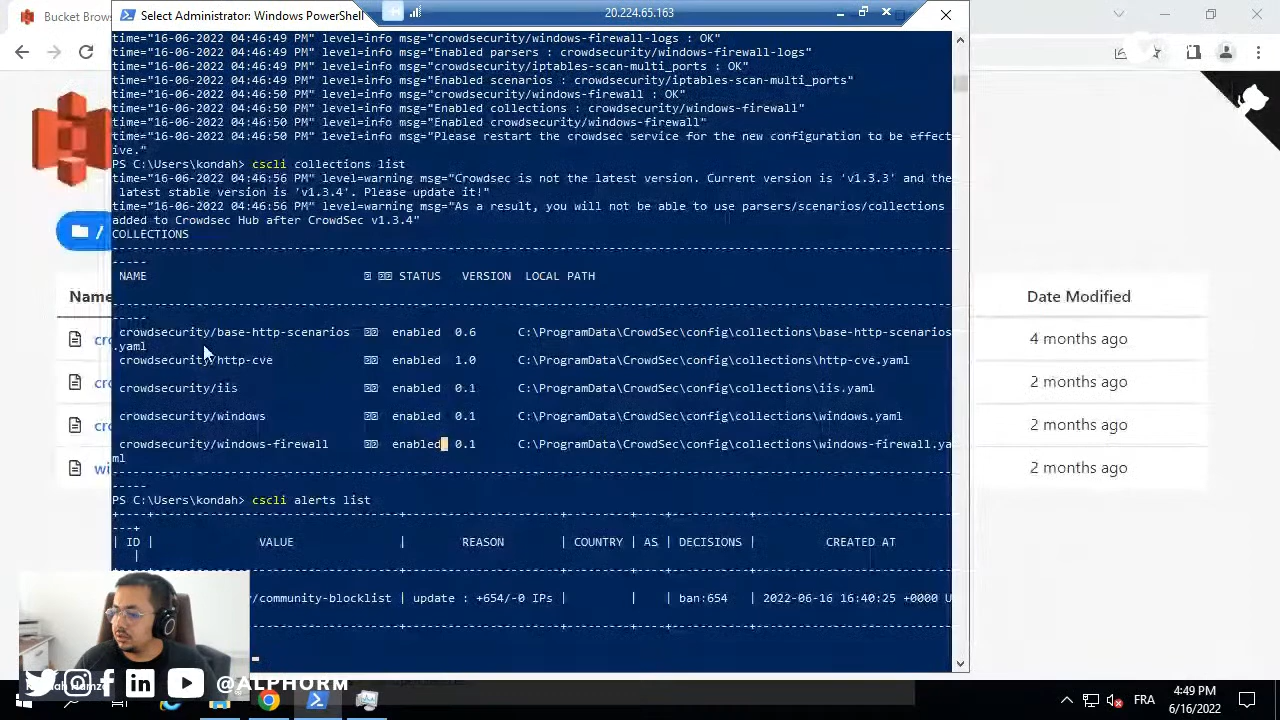 Bucket Brows
Select Administrator: Windows PowerShell
20.224.65.163
time="16-06-2022 04:46:49 PM" level=info msg="crowdsecurity/windows-firewall-logs : OK"
time="16-06-2022 04:46:49 PM" level=info msg="Enabled parsers : crowdsecurity/windows-firewall-logs"
time="16-06-2022 04:46:50 PM" level=info msg="crowdsecurity/iptables-scan-multi_ports : OK"
time="16-06-2022 04:46:50 PM" level=info msg="Enabled scenarios : crowdsecurity/iptables-scan-multi_ports"
time="16-06-2022 04:46:50 PM" level=info msg="crowdsecurity/windows-firewall : OK"
time="16-06-2022 04:46:50 PM" level=info msg="Enabled collections : crowdsecurity/windows-firewall"
time="16-06-2022 04:46:50 PM" level=info msg="Enabled crowdsecurity/windows-firewall"
time="16-06-2022 04:46:50 PM" level=info msg="Please restart the crowdsec service for the new configuration to be effect
ive."
PS C:\Users\kondah> cscli collections list
time="16-06-2022 04:46:56 PM" level=warning msg="Crowdsec is not the latest version. Current version is 'v1.3.3' and the
latest stable version is 'v1.3.4'. Please update it!"
time="16-06-2022 04:46:56 PM" level=warning msg="As a result, you will not be able to use parsers/scenarios/collections
added to Crowdsec Hub after CrowdSec v1.3.4"
COLLECTIONS
NAME STATUS VERSION LOCAL PATH
crowdsecurity/base-http-scenarios enabled 0.6 C:\ProgramData\CrowdSec\config\collections\base-http-scenarios
.yaml
crowdsecurity/http-cve enabled 1.0 C:\ProgramData\CrowdSec\config\collections\http-cve.yaml
crowdsecurity/iis enabled 0.1 C:\ProgramData\CrowdSec\config\collections\iis.yaml
crowdsecurity/windows enabled 0.1 C:\ProgramData\CrowdSec\config\collections\windows.yaml
crowdsecurity/windows-firewall enabled 0.1 C:\ProgramData\CrowdSec\config\collections\windows-firewall.ya
ml
PS C:\Users\kondah> cscli alerts list
| ID | VALUE | REASON | COUNTRY | AS | DECISIONS | CREATED AT
|
/community-blocklist | update : +654/-0 IPs | | | ban:654 | 2022-06-16 16:40:25 +0000 U
/
Name
Date Modified
cr
4 months ago
cr
2 months ago
cr
2 months ago
wi
2 months ago
@ALPHORM
FRA
4:49 PM
6/16/2022